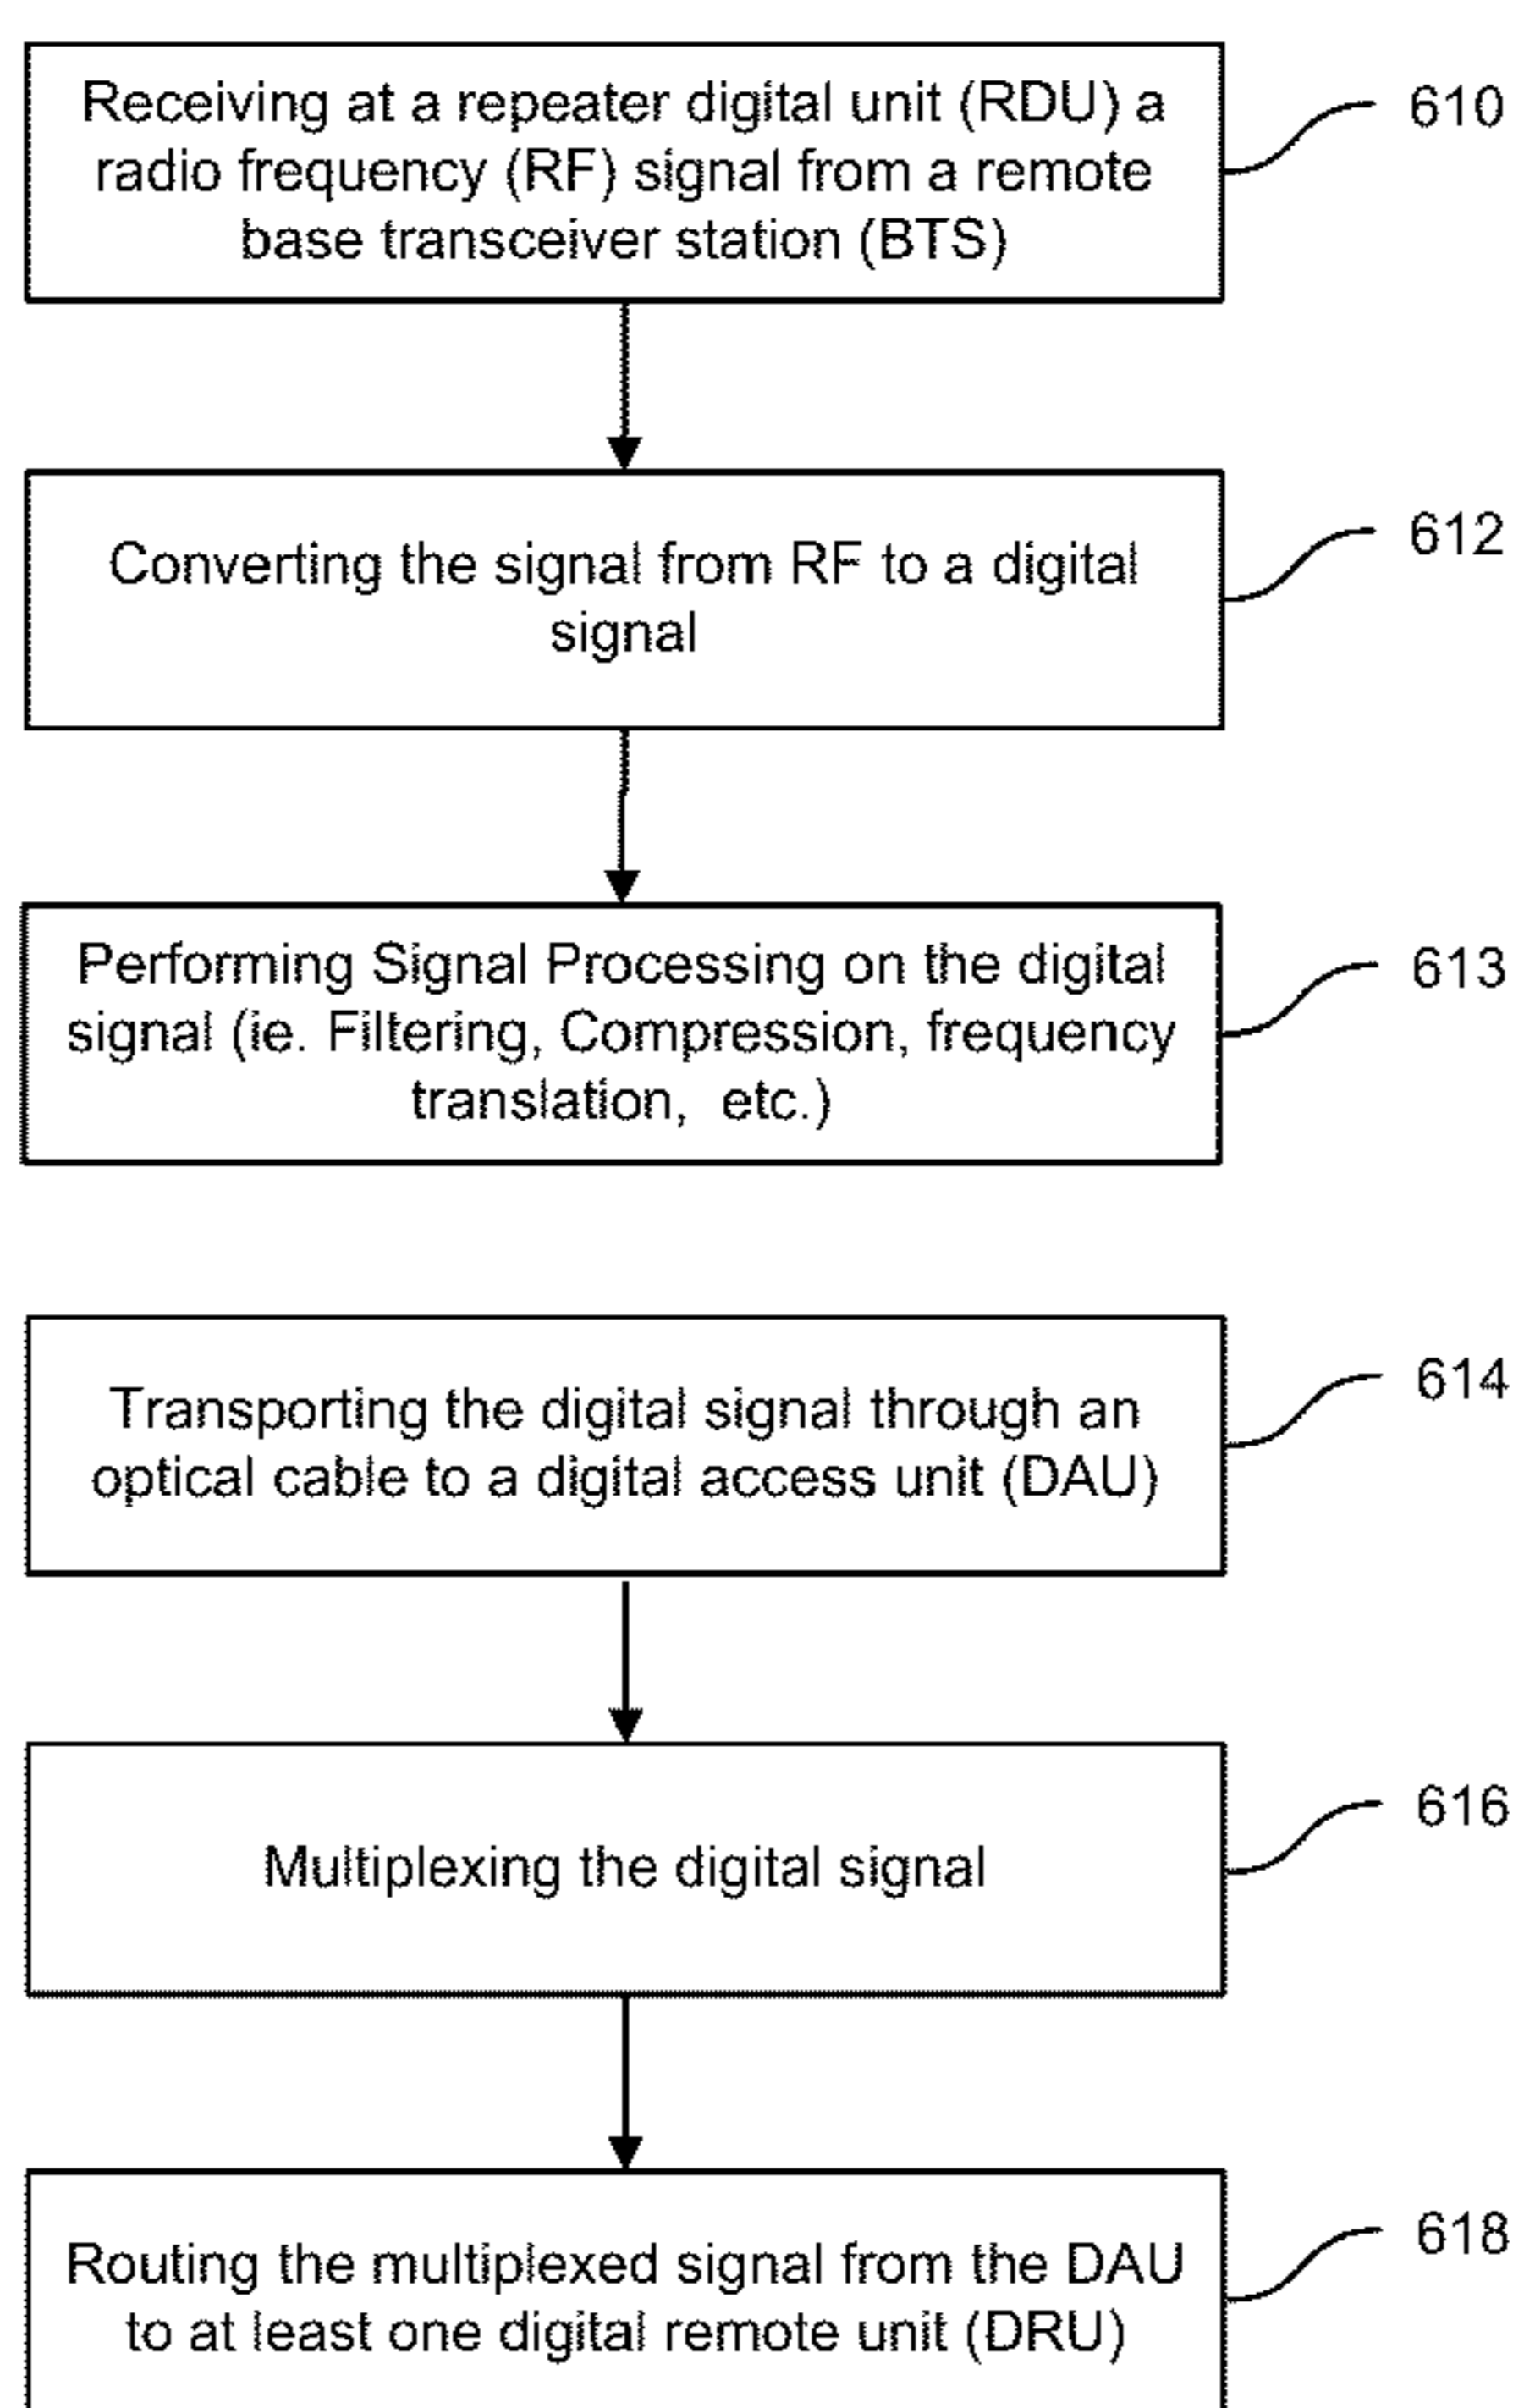 Receiving at a repeater digital unit (RDU) a
radio frequency (RF) signal from a remote
base transceiver station (BTS)
610
Converting the signal from RF to a digital
signal
612
Performing Signal Processing on the digital
signal (ie. Filtering, Compression, frequency
translation, etc.)
613
Transporting the digital signal through an
optical cable to a digital access unit (DAU)
614
Multiplexing the digital signal
616
Routing the multiplexed signal from the DAU
to at least one digital remote unit (DRU)
618